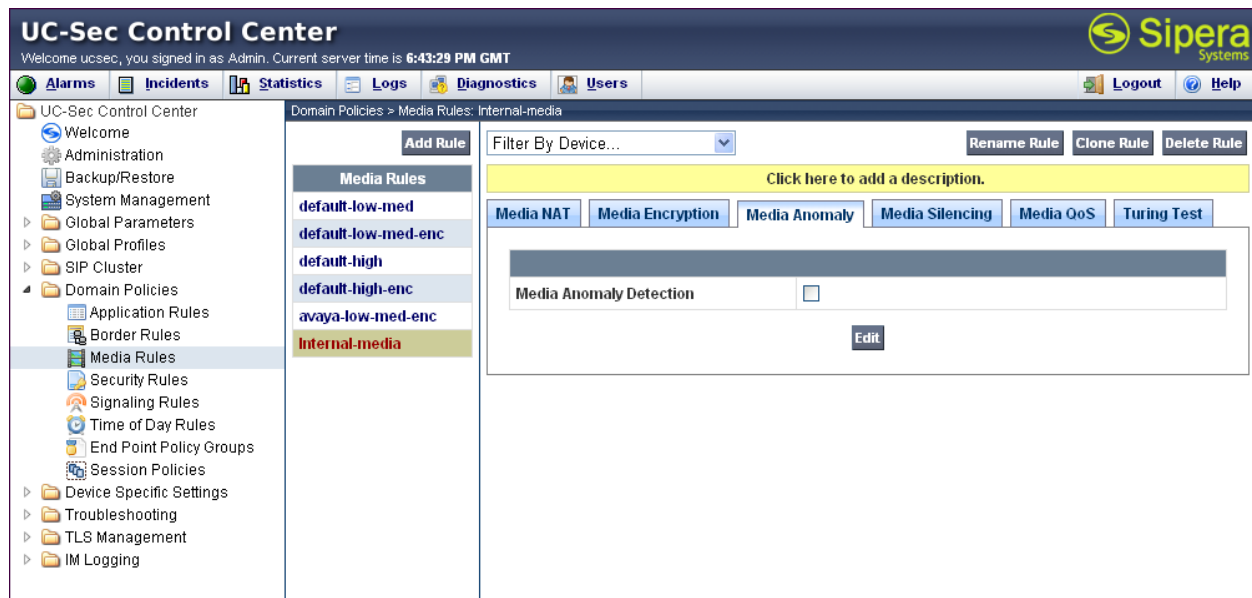 UC-Sec Control Center
Welcome ucsec, you signed in as Admin. Current server time is 6:43:29 PM GMT
Sipera
Systems
Alarms Incidents Statistics Logs Diagnostics Users Logout Help
UC-Sec Control Center
Welcome
Administration
Backup/Restore
System Management
Global Parameters
Global Profiles
SIP Cluster
Domain Policies
Application Rules
Border Rules
Media Rules
Security Rules
Signaling Rules
Time of Day Rules
End Point Policy Groups
Session Policies
Device Specific Settings
Troubleshooting
TLS Management
IM Logging
Domain Policies > Media Rules: Internal-media
Add Rule
Media Rules
default-low-med
default-low-med-enc
default-high
default-high-enc
avaya-low-med-enc
Internal-media
Filter By Device... Rename Rule Clone Rule Delete Rule
Click here to add a description.
Media NAT Media Encryption Media Anomaly Media Silencing Media QoS Turing Test
Media Anomaly Detection
Edit